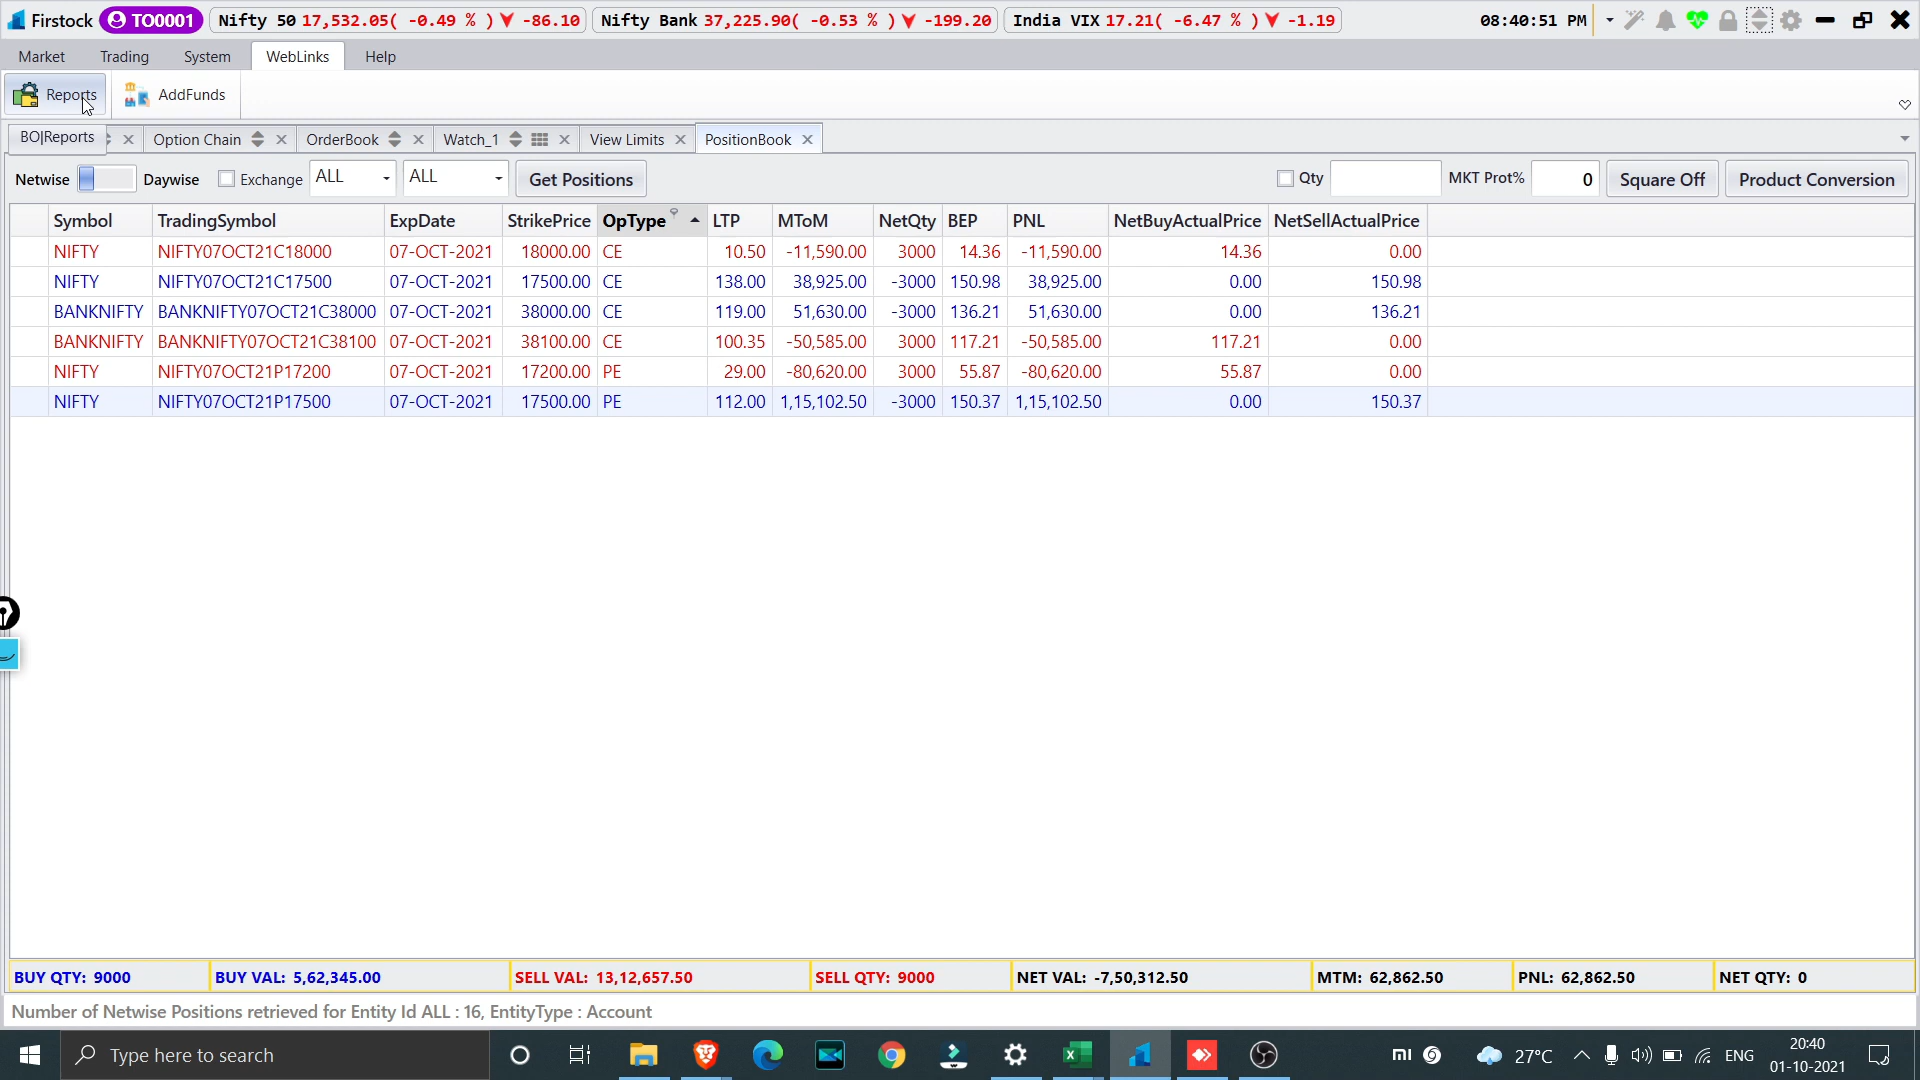 Firstock TO0001 Nifty 50 17,532.05( -0.49 % ) -86.10 Nifty Bank 37,225.90( -0.53 % ) -199.20 India VIX 17.21( -6.47 % ) -1.19 08:40:51 PM
Market Trading System WebLinks Help
Reports AddFunds
BO|Reports Option Chain OrderBook Watch_1 View Limits PositionBook
Netwise Daywise Exchange ALL ALL Get Positions Qty MKT Prot% 0 Square Off Product Conversion
Symbol TradingSymbol ExpDate StrikePrice OpType LTP MToM NetQty BEP PNL NetBuyActualPrice NetSellActualPrice
NIFTY NIFTY07OCT21C18000 07-OCT-2021 18000.00 CE 10.50 -11,590.00 3000 14.36 -11,590.00 14.36 0.00
NIFTY NIFTY07OCT21C17500 07-OCT-2021 17500.00 CE 138.00 38,925.00 -3000 150.98 38,925.00 0.00 150.98
BANKNIFTY BANKNIFTY07OCT21C38000 07-OCT-2021 38000.00 CE 119.00 51,630.00 -3000 136.21 51,630.00 0.00 136.21
BANKNIFTY BANKNIFTY07OCT21C38100 07-OCT-2021 38100.00 CE 100.35 -50,585.00 3000 117.21 -50,585.00 117.21 0.00
NIFTY NIFTY07OCT21P17200 07-OCT-2021 17200.00 PE 29.00 -80,620.00 3000 55.87 -80,620.00 55.87 0.00
NIFTY NIFTY07OCT21P17500 07-OCT-2021 17500.00 PE 112.00 1,15,102.50 -3000 150.37 1,15,102.50 0.00 150.37
BUY QTY: 9000 BUY VAL: 5,62,345.00 SELL VAL: 13,12,657.50 SELL QTY: 9000 NET VAL: -7,50,312.50 MTM: 62,862.50 PNL: 62,862.50 NET QTY: 0
Number of Netwise Positions retrieved for Entity Id ALL : 16, EntityType : Account
Type here to search mi 27°C ENG 20:40
01-10-2021